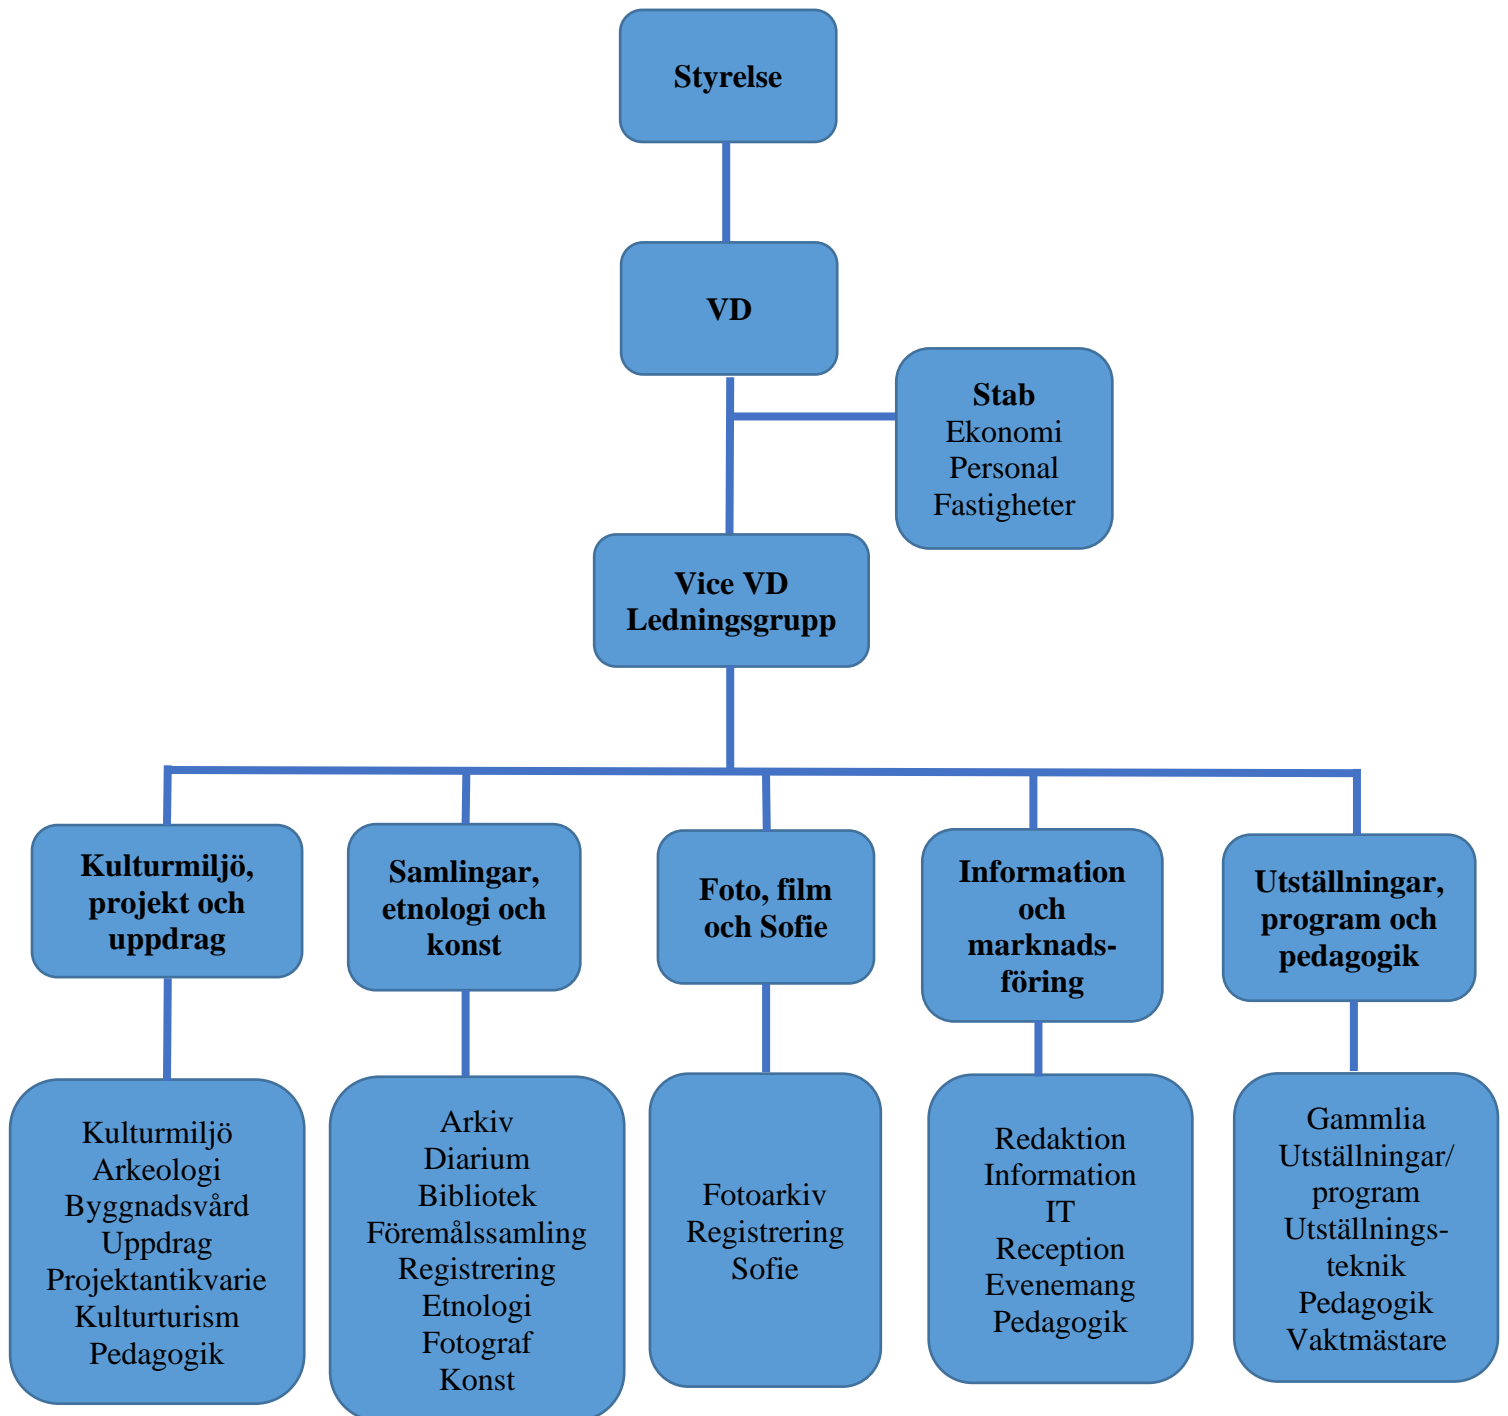 Styrelse
VD
Stab
Ekonomi
Personal
Fastigheter
Vice VD
Ledningsgrupp
Kulturmiljö,
projekt och
uppdrag
Samlingar,
etnologi och
konst
Foto, film
och Sofie
Information
och
marknads-
föring
Utställningar,
program och
pedagogik
Kulturmiljö
Arkeologi
Byggnadsvård
Uppdrag
Projektantikvarie
Kulturturism
Pedagogik
Arkiv
Diarium
Bibliotek
Föremålssamling
Registrering
Etnologi
Fotograf
Konst
Fotoarkiv
Registrering
Sofie
Redaktion
Information
IT
Reception
Evenemang
Pedagogik
Gammlia
Utställningar/
program
Utställnings-
teknik
Pedagogik
Vaktmästare